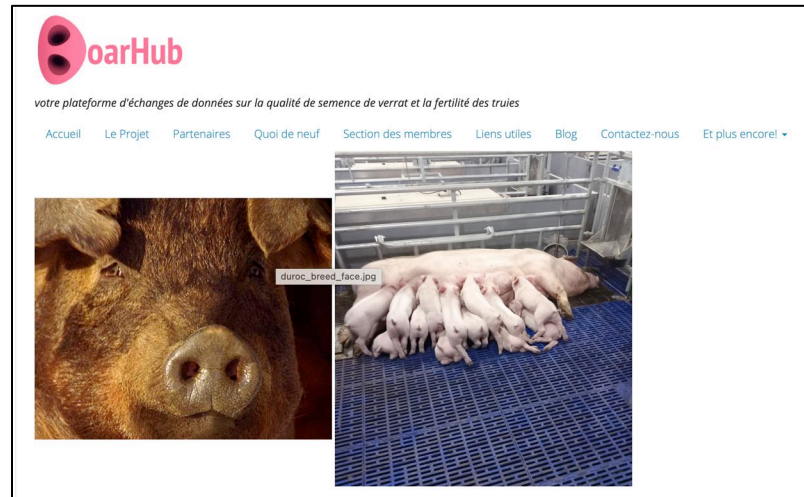 BoarHub
votre plateforme d'échanges de données sur la qualité de semence de verrat et la fertilité des truies
Accueil Le Projet Partenaires Quoi de neuf Section des membres Liens utiles Blog Contactez-nous Et plus encore!
duroc_breed_face.jpg